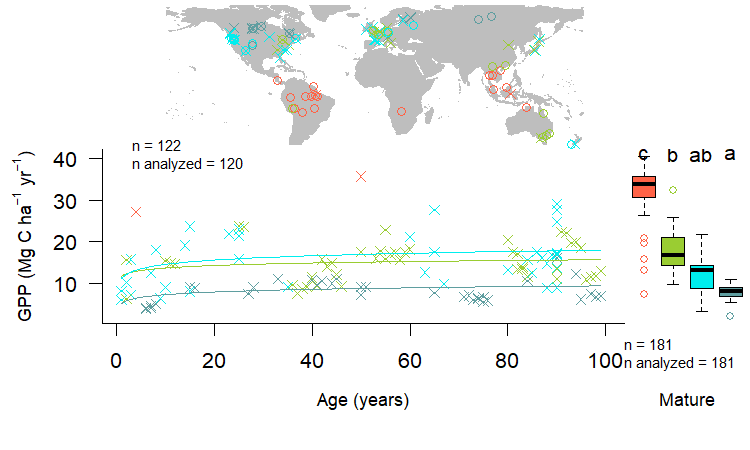 n = 122
n analyzed = 120
c b ab a
GPP (Mg C ha⁻¹ yr⁻¹)
40
30
20
10
0 20 40 60 80 100
n = 181
n analyzed = 181
Age (years)
Mature